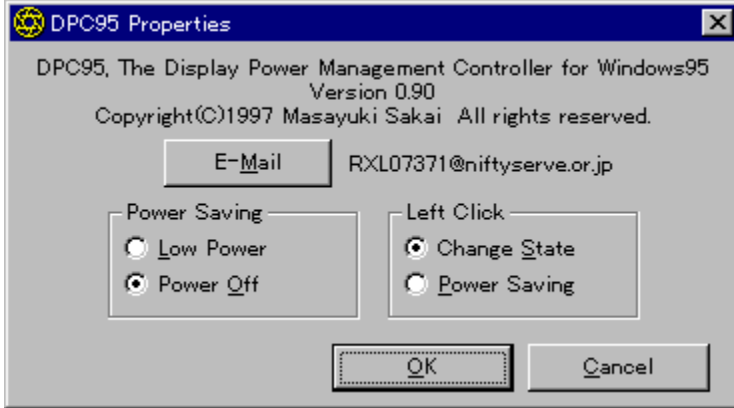 DPC95 Properties
DPC95, The Display Power Management Controller for Windows95
Version 0.90
Copyright(C)1997 Masayuki Sakai  All rights reserved.
E-Mail RXL07371@niftyserve.or.jp
Power Saving
Low Power
Power Off
Left Click
Change State
Power Saving
OK Cancel